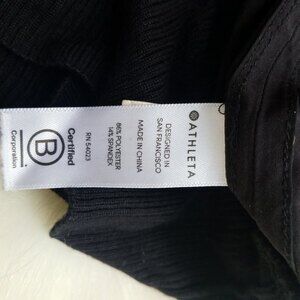 ATHLETA
DESIGNED IN
SAN FRANCISCO
MADE IN CHINA
86% POLYESTER
14% SPANDEX
RN 54023
Certified
B
Corporation